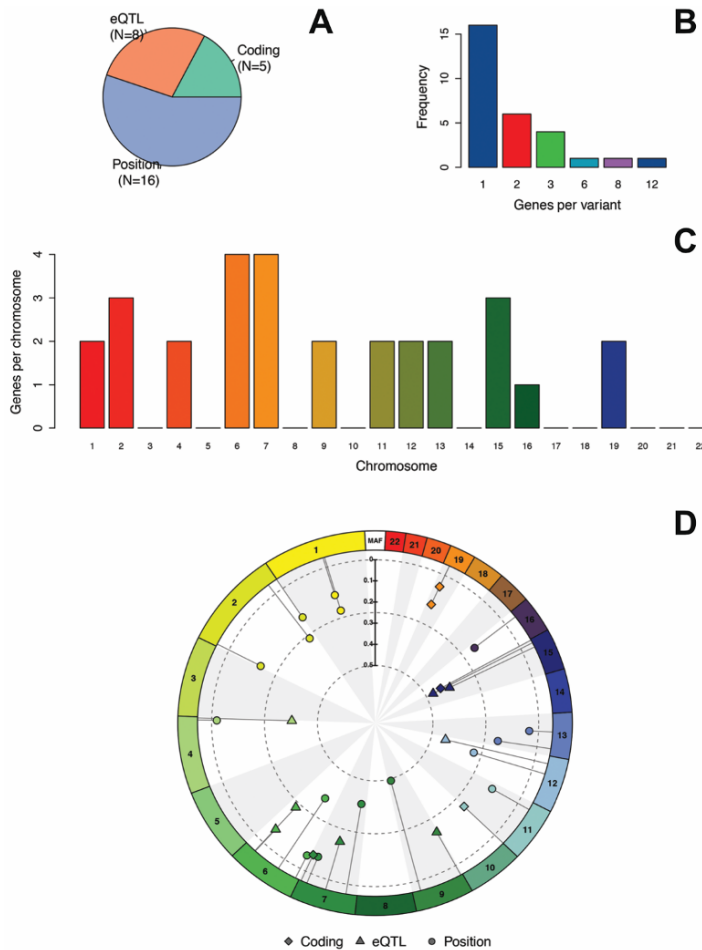 A
eQTL
(N=8)
Coding
(N=5)
Position
(N=16)
B
Frequency
15
10
5
0
1 2 3 6 8 12
Genes per variant
C
Genes per chromosome
4
3
2
1
0
1 2 3 4 5 6 7 8 9 10 11 12 13 14 15 16 17 18 19 20 21 22
Chromosome
D
MAF
0
0.1
0.2
0.3
0.4
0.5
22
21
20
19
18
17
16
15
14
13
12
11
10
9
8
7
6
5
4
3
2
1
Coding eQTL Position